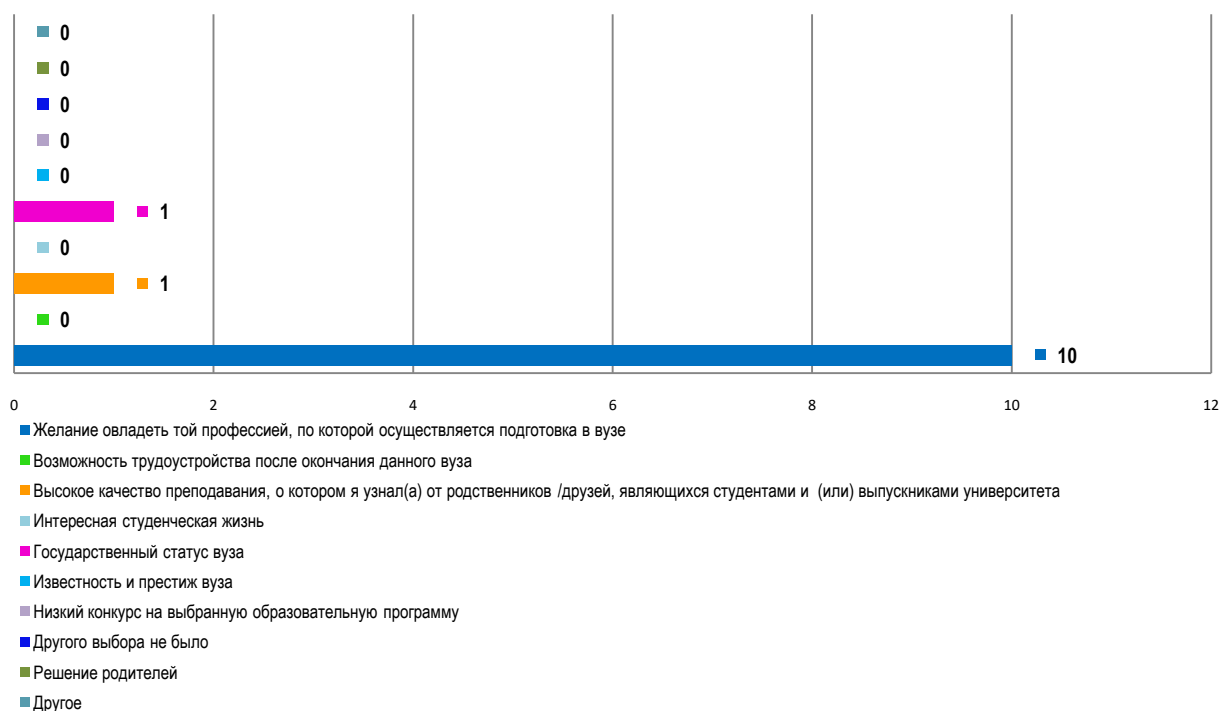 0
0
0
0
0
1
0
1
0
10
0 2 4 6 8 10 12
Желание овладеть той профессией, по которой осуществляется подготовка в вузе
Возможность трудоустройства после окончания данного вуза
Высокое качество преподавания, о котором я узнал(а) от родственников /друзей, являющихся студентами и (или) выпускниками университета
Интересная студенческая жизнь
Государственный статус вуза
Известность и престиж вуза
Низкий конкурс на выбранную образовательную программу
Другого выбора не было
Решение родителей
Другое